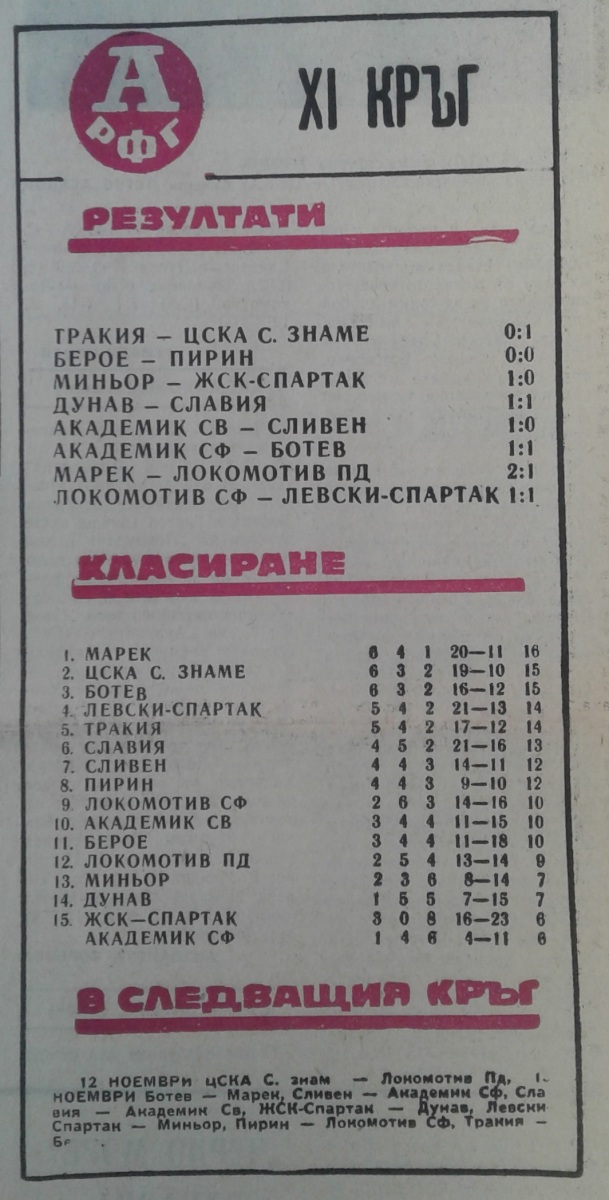 А
РФГ
XI КРЪГ
РЕЗУЛТАТИ
ТРАКИЯ — ЦСКА С. ЗНАМЕ 0:1
БЕРОЕ — ПИРИН 0:0
МИНЬОР — ЖСК-СПАРТАК 1:0
ДУНАВ — СЛАВИЯ 1:1
АКАДЕМИК СВ — СЛИВЕН 1:0
АКАДЕМИК СФ — БОТЕВ 1:1
МАРЕК — ЛОКОМОТИВ ПД 2:1
ЛОКОМОТИВ СФ — ЛЕВСКИ-СПАРТАК 1:1
КЛАСИРАНЕ
1. МАРЕК 6 4 1 20—11 16
2. ЦСКА С. ЗНАМЕ 6 3 2 19—10 15
3. БОТЕВ 6 3 2 16—12 15
4. ЛЕВСКИ-СПАРТАК 5 4 2 21—13 14
5. ТРАКИЯ 5 4 2 17—12 14
6. СЛАВИЯ 4 5 2 21—16 13
7. СЛИВЕН 4 4 3 14—11 12
8. ПИРИН 4 4 3 9—10 12
9. ЛОКОМОТИВ СФ 2 6 3 14—16 10
10. АКАДЕМИК СВ 3 4 4 11—15 10
11. БЕРОЕ 3 4 4 11—18 10
12. ЛОКОМОТИВ ПД 2 5 4 13—14 9
13. МИНЬОР 2 3 6 8—14 7
14. ДУНАВ 1 5 5 7—15 7
15. ЖСК—СПАРТАК 3 0 8 16—23 6
АКАДЕМИК СФ 1 4 6 4—11 6
В СЛЕДВАЩИЯ КРЪГ
12 НОЕМВРИ ЦСКА С. знам — Локомотив Пд,
НОЕМВРИ Ботев — Марек, Сливен — Академик Сф, Сла
вия — Академик Св, ЖСК-Спартак — Дунав, Левски
Спартак — Миньор, Пирин — Локомотив Сф, Тракия —